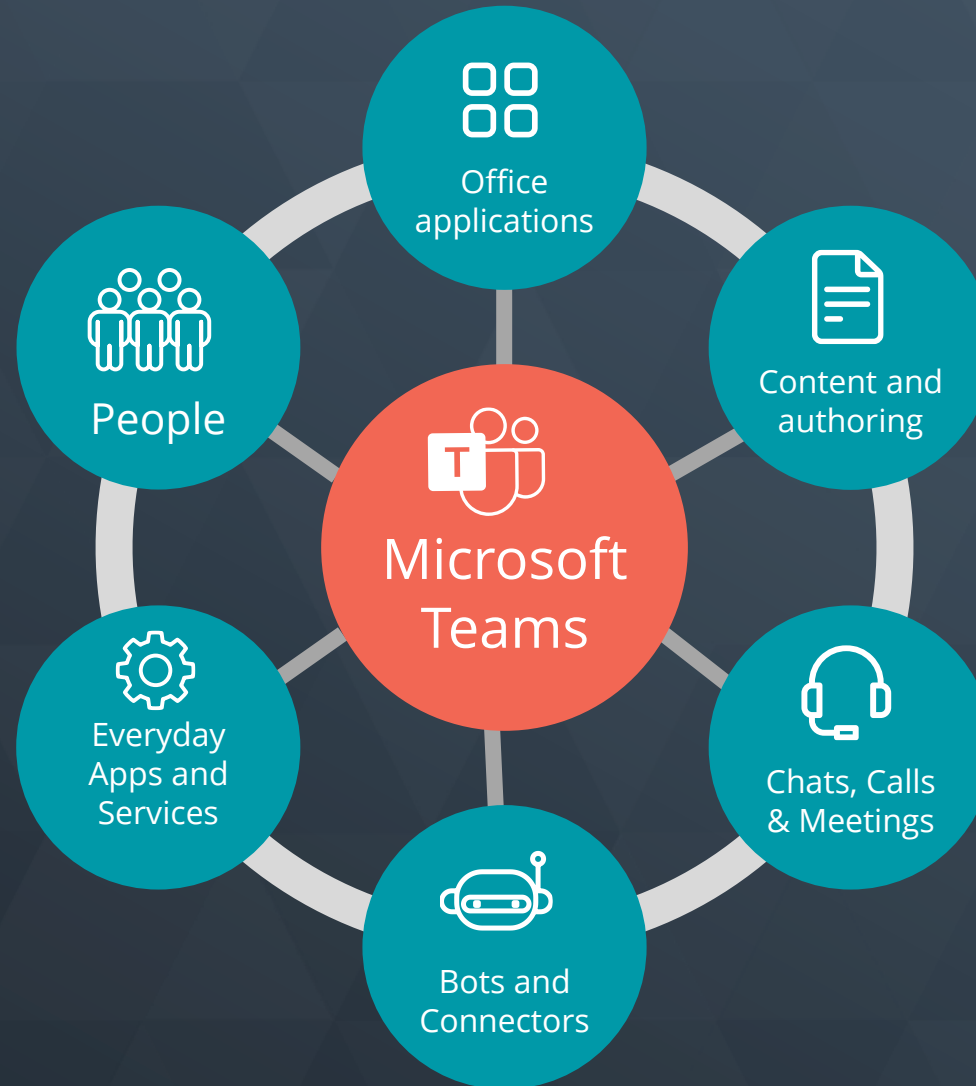 Office
applications
Content and
authoring
Chats, Calls
& Meetings
Bots and
Connectors
Everyday
Apps and
Services
People
T
Microsoft
Teams